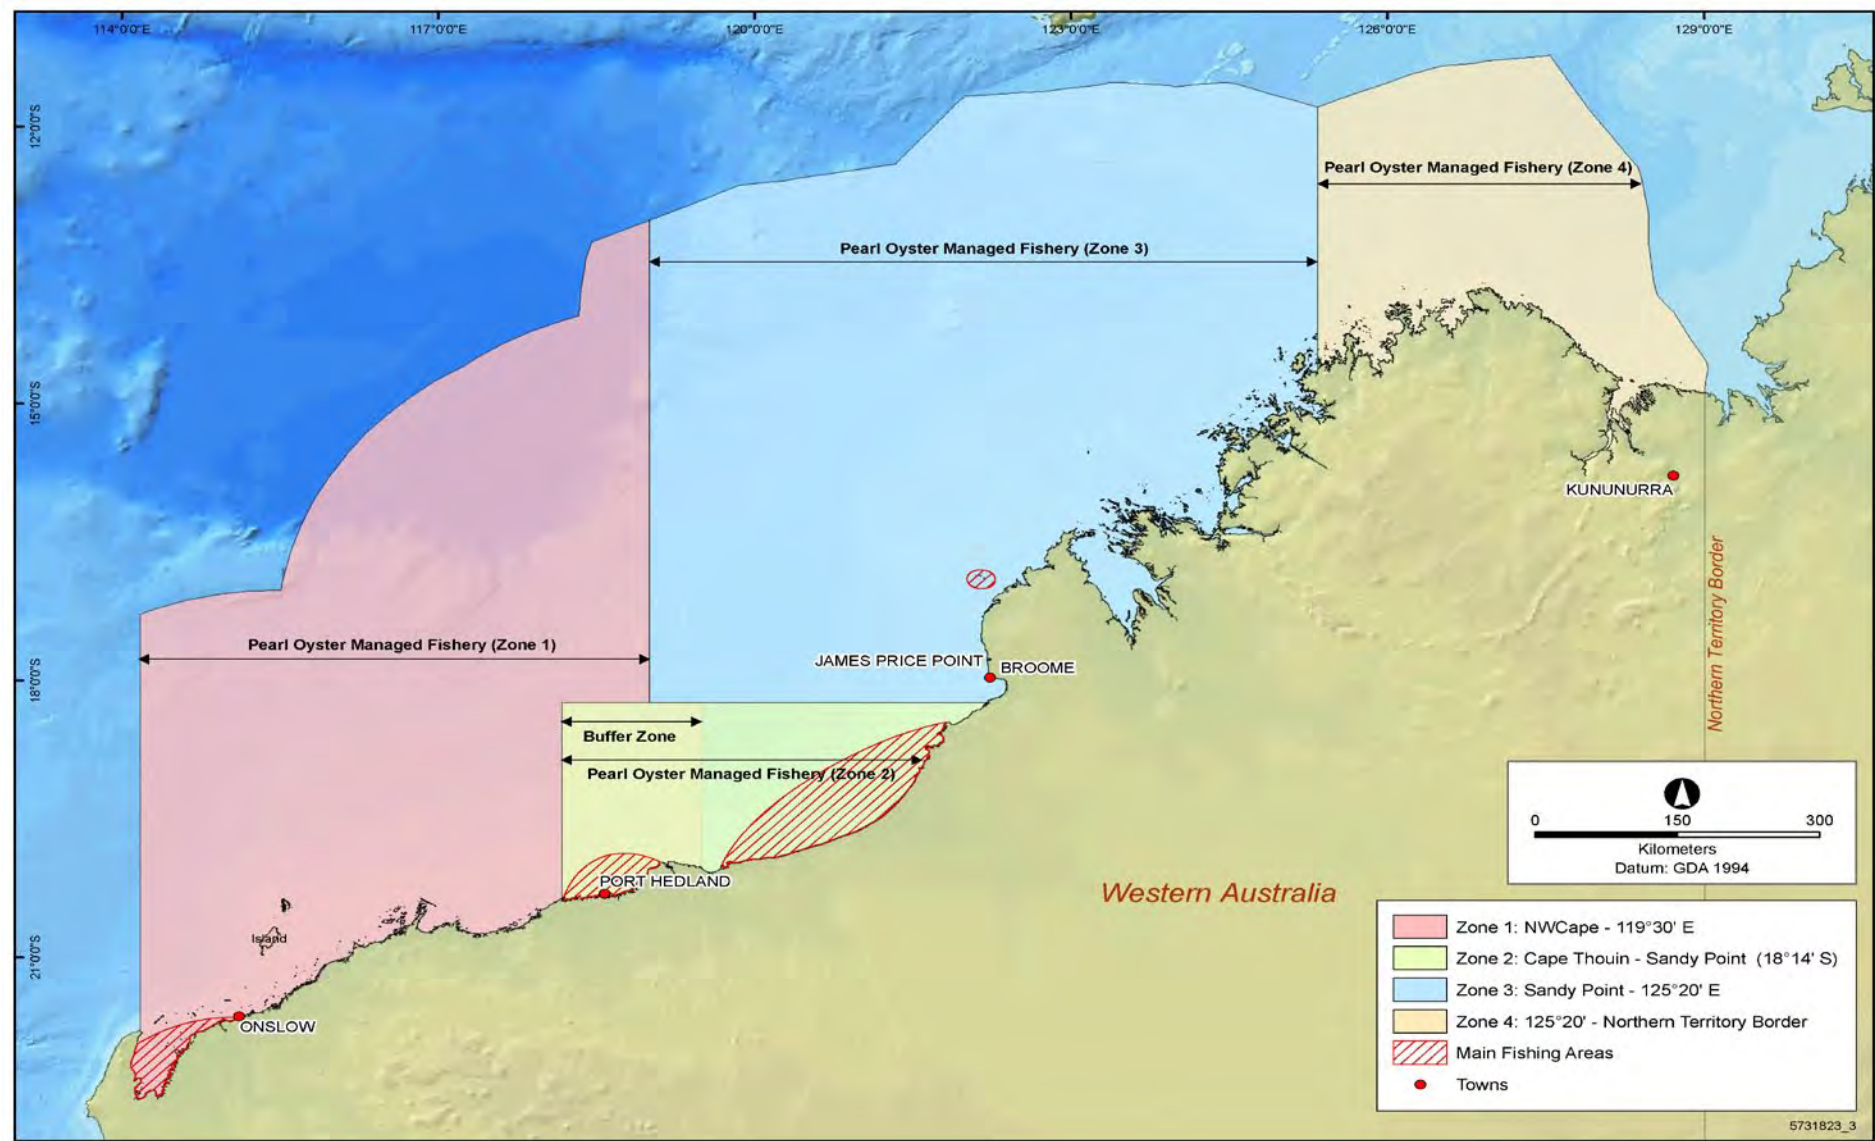 114°0'0"E
117°0'0"E
120°0'0"E
123°0'0"E
126°0'0"E
129°0'0"E
12°0'0"S
15°0'0"S
18°0'0"S
21°0'0"S
Pearl Oyster Managed Fishery (Zone 4)
Pearl Oyster Managed Fishery (Zone 3)
KUNUNURRA
Northern Territory Border
Pearl Oyster Managed Fishery (Zone 1)
JAMES PRICE POINT
BROOME
Buffer Zone
Pearl Oyster Managed Fishery (Zone 2)
PORT HEDLAND
Western Australia
Island
ONSLOW
0 150 300
Kilometers
Datum: GDA 1994
Zone 1: NWCape - 119°30' E
Zone 2: Cape Thouin - Sandy Point (18°14' S)
Zone 3: Sandy Point - 125°20' E
Zone 4: 125°20' - Northern Territory Border
Main Fishing Areas
Towns
5731823_3